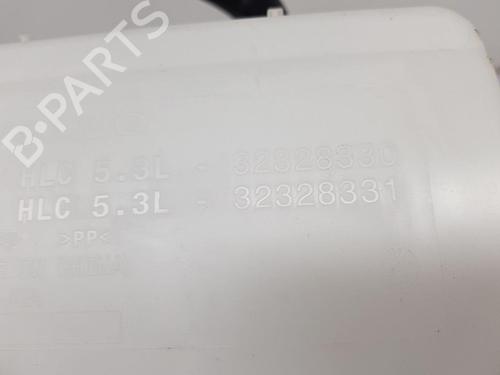 B-PARTS
HLC 5.3L - 32328330
HLC 5.3L - 32328331
>PP<